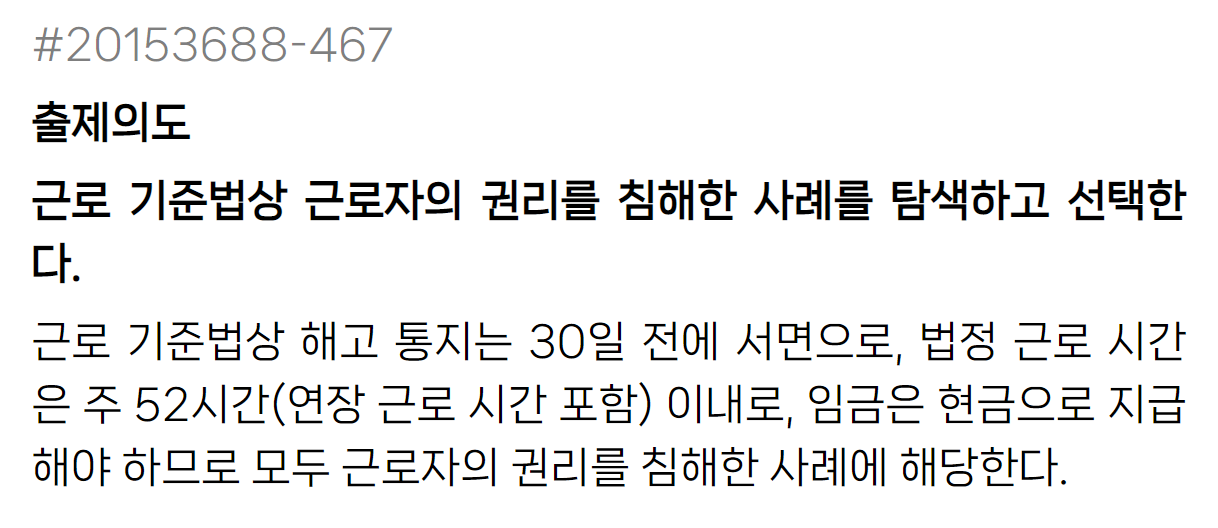 #20153688-467
출제의도
근로 기준법상 근로자의 권리를 침해한 사례를 탐색하고 선택한
다.
근로 기준법상 해고 통지는 30일 전에 서면으로, 법정 근로 시간
은 주 52시간(연장 근로 시간 포함) 이내로, 임금은 현금으로 지급
해야 하므로 모두 근로자의 권리를 침해한 사례에 해당한다.